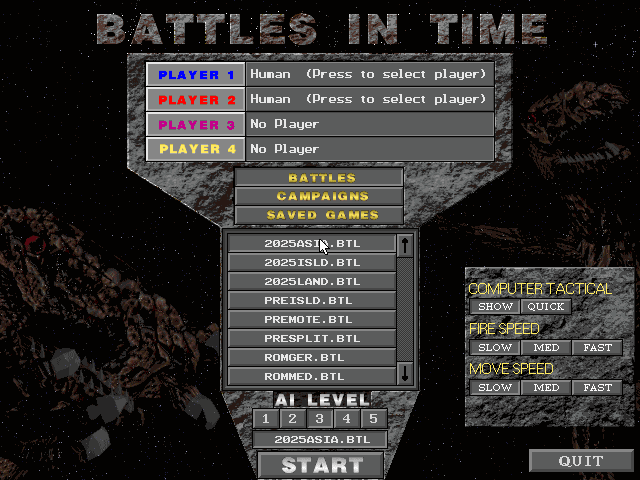 BATTLES IN TIME
PLAYER 1 Human (Press to select player)
PLAYER 2 Human (Press to select player)
PLAYER 3 No Player
PLAYER 4 No Player
BATTLES
CAMPAIGNS
SAVED GAMES
2025ASIA.BTL
2025ISLD.BTL
2025LAND.BTL
PREISLD.BTL
PREMOTE.BTL
PRESPLIT.BTL
ROMGER.BTL
ROMMED.BTL
AI LEVEL
1 2 3 4 5
2025ASIA.BTL
START
COMPUTER TACTICAL
SHOW QUICK
FIRE SPEED
SLOW MED FAST
MOVE SPEED
SLOW MED FAST
QUIT